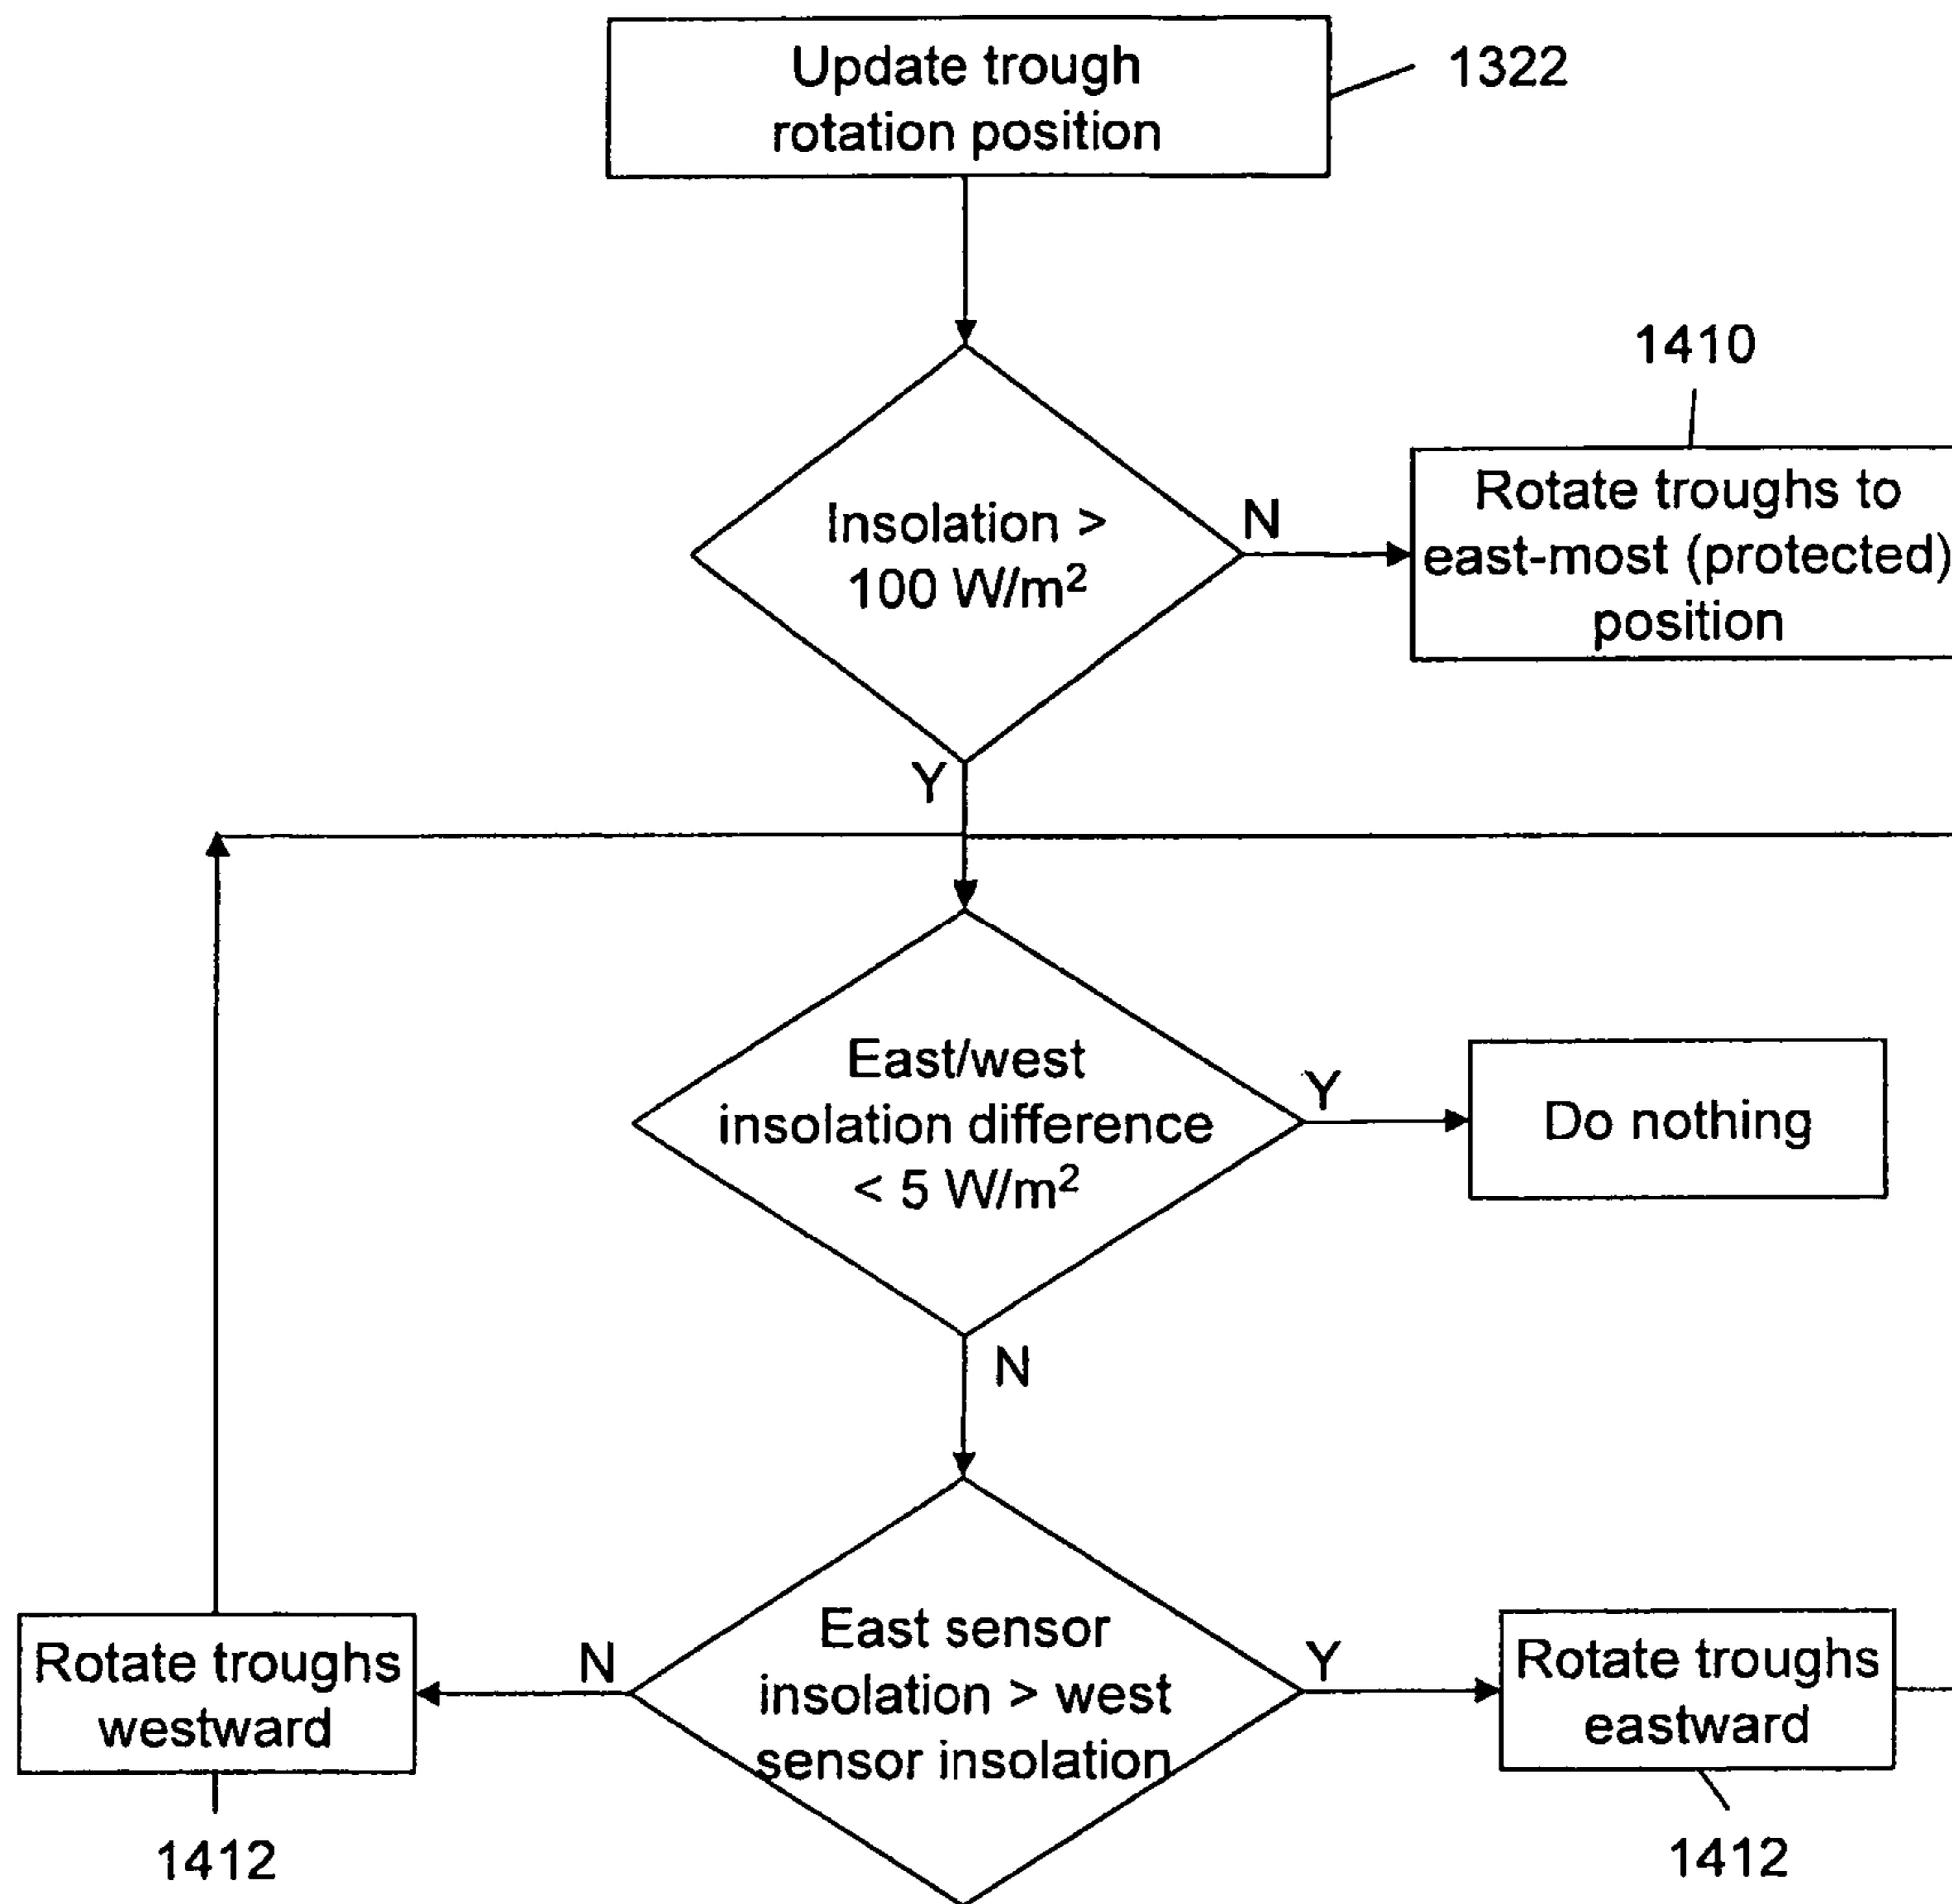 Update trough
rotation position
1322
1410
Insolation >
100 W/m²
N
Rotate troughs to
east-most (protected)
position
Y
East/west
insolation difference
< 5 W/m²
Y
Do nothing
N
East sensor
insolation > west
sensor insolation
N
Rotate troughs
westward
Y
Rotate troughs
eastward
1412
1412